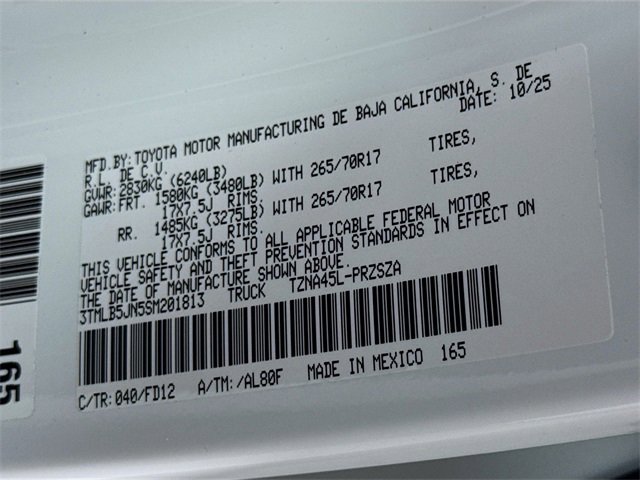 MFD.BY:TOYOTA MOTOR MANUFACTURING DE BAJA CALIFORNIA, S. DE
R.L. DE C.V. DATE: 10/25
GVWR: 2830KG (6240LB)
GAWR: FRT. 1580KG (3480LB) WITH 265/70R17 TIRES,
17X7.5J RIMS.
RR. 1485KG (3275LB) WITH 265/70R17 TIRES,
17X7.5J RIMS.
THIS VEHICLE CONFORMS TO ALL APPLICABLE FEDERAL MOTOR
VEHICLE SAFETY AND THEFT PREVENTION STANDARDS IN EFFECT ON
THE DATE OF MANUFACTURE SHOWN ABOVE.
3TMLB5JN5SM201813 TRUCK TZNA45L-PRZSZA
C/TR: 040/FD12 A/TM: /AL80F MADE IN MEXICO 165
165